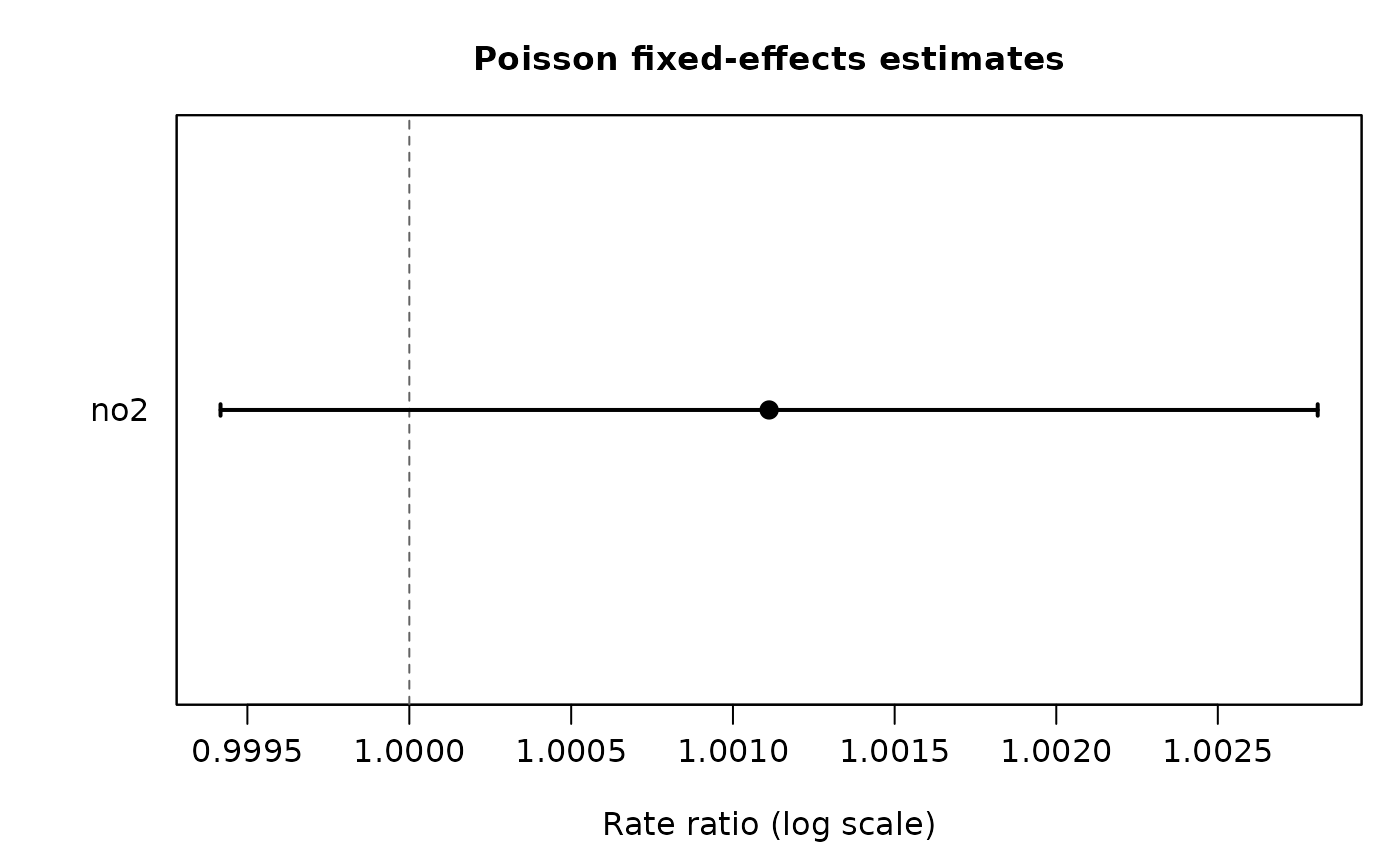 Poisson fixed-effects estimates
no2
0.9995 1.0000 1.0005 1.0010 1.0015 1.0020 1.0025
Rate ratio (log scale)